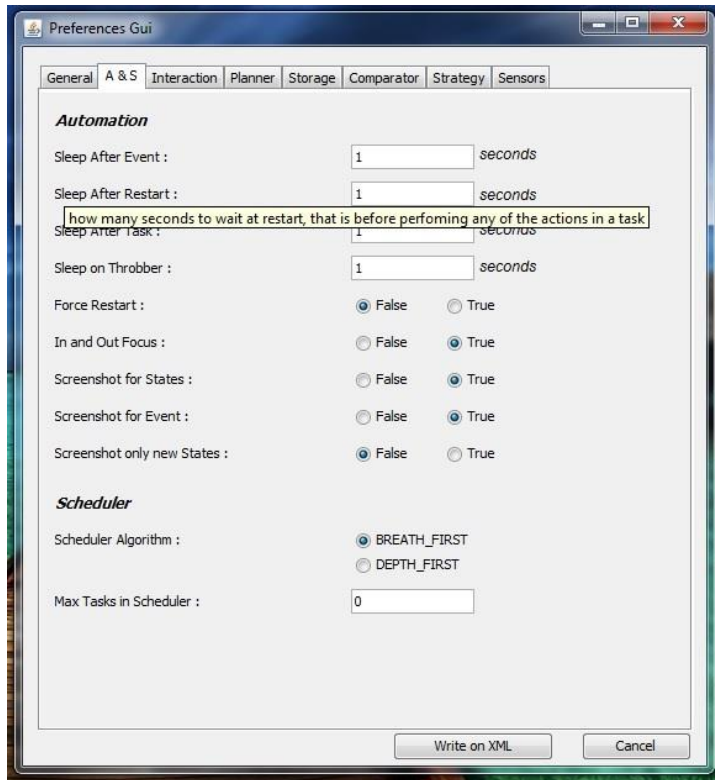 Preferences Gui
General A & S Interaction Planner Storage Comparator Strategy Sensors
Automation
Sleep After Event : 1 seconds
Sleep After Restart : 1 seconds
how many seconds to wait at restart, that is before perfoming any of the actions in a task
Sleep After Task : 1 seconds
Sleep on Throbber : 1 seconds
Force Restart : False True
In and Out Focus : False True
Screenshot for States : False True
Screenshot for Event : False True
Screenshot only new States : False True
Scheduler
Scheduler Algorithm : BREATH_FIRST
DEPTH_FIRST
Max Tasks in Scheduler : 0
Write on XML Cancel